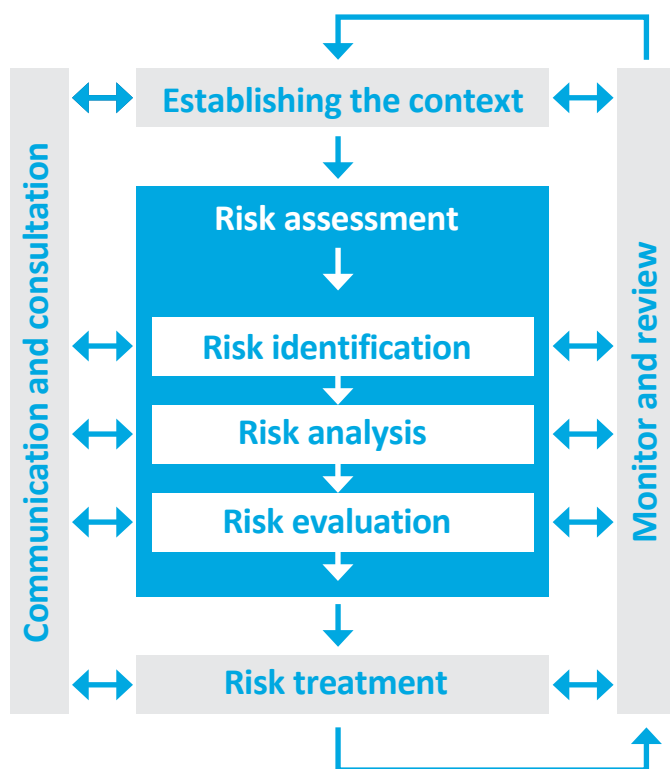 Establishing the context
Communication and consultation
Risk assessment
Monitor and review
Risk identification
Risk analysis
Risk evaluation
Risk treatment